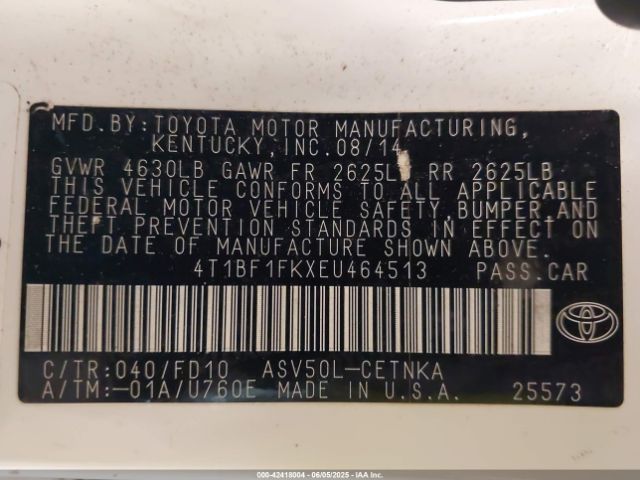 MFD. BY: TOYOTA MOTOR MANUFACTURING,
KENTUCKY, INC. 08/14
GVWR 4630LB GAWR FR 2625L RR 2625LB
THIS VEHICLE CONFORMS TO ALL APPLICABLE
FEDERAL MOTOR VEHICLE SAFETY, BUMPER, AND
THEFT PREVENTION STANDARDS IN EFFECT ON
THE DATE OF MANUFACTURE SHOWN ABOVE.
4T1BF1FKXEU464513 PASS. CAR
C/TR: 040/FD10 ASV50L-CETNKA
A/TM: -01A/U760E MADE IN U.S.A. 25573
000-42418004 - 06/05/2025 - IAA Inc.